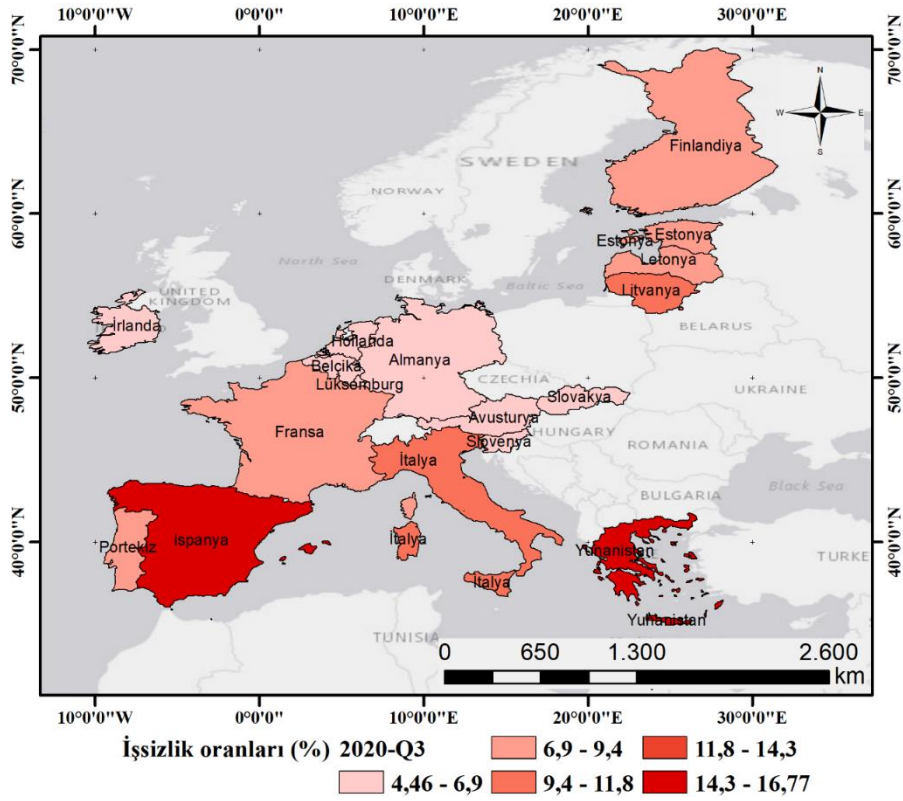 10°0'0"W 0°0'0" 10°0'0"E 20°0'0"E 30°0'0"E
70°0'0"N
N
W E
S
Finlandiya
SWEDEN
NORWAY
60°0'0"N
Estonya
Estonya
North Sea
Letonya
DENMARK
Baltic Sea
Litvanya
UNITED
KINGDOM
İrlanda
BELARUS
Hollanda
Almanya
Belçika
50°0'0"N
Lüksemburg
CZECHIA
UKRAINE
Slovakya
Avusturya
Fransa
Slovenya
HUNGARY
ROMANIA
İtalya
Black Sea
BULGARIA
40°0'0"N
Portekiz
İspanya
İtalya
Yunanistan
TURKE
İtalya
Yunanistan
TUNISIA
0 650 1.300 2.600
km
10°0'0"W 0°0'0" 10°0'0"E 20°0'0"E 30°0'0"E
70°0'0"N
60°0'0"N
50°0'0"N
40°0'0"N
İşsizlik oranları (%) 2020-Q3
4,46 - 6,9
6,9 - 9,4
9,4 - 11,8
11,8 - 14,3
14,3 - 16,77